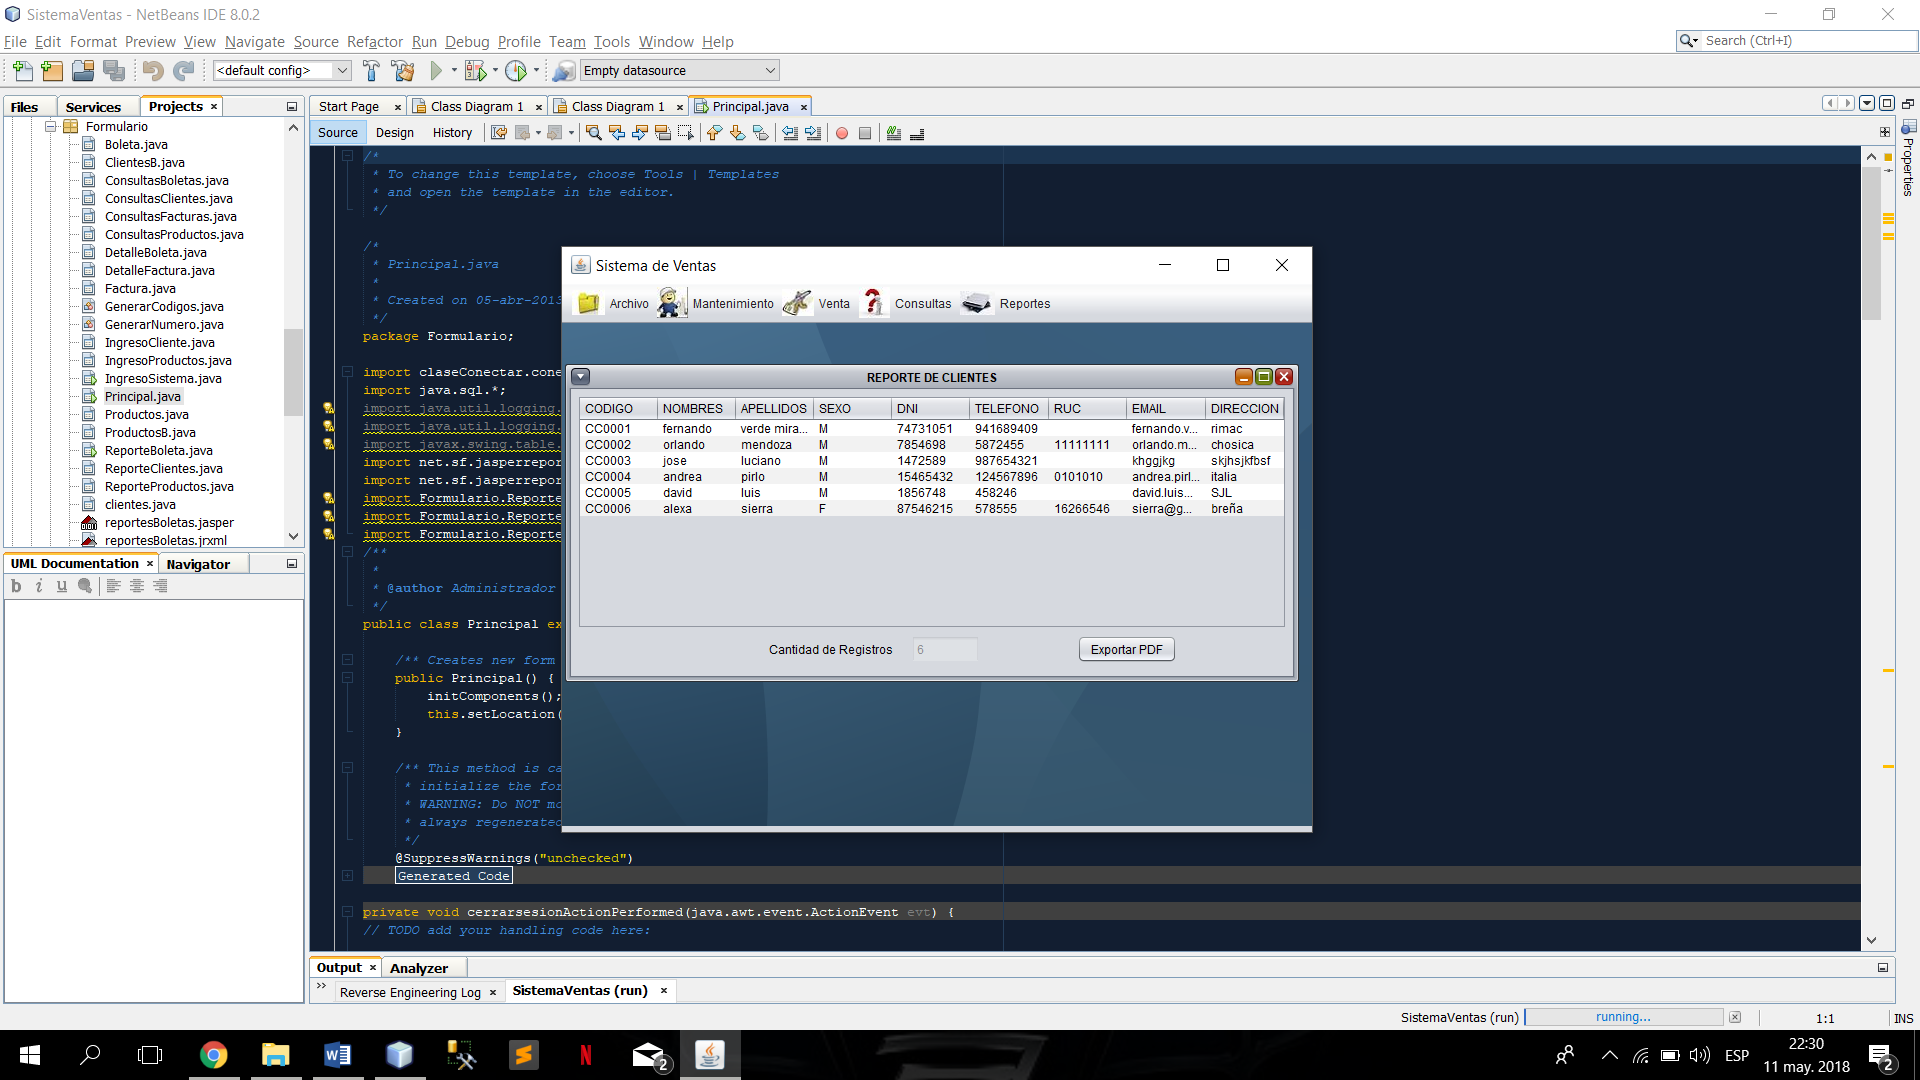 SistemaVentas - NetBeans IDE 8.0.2
File Edit Format Preview View Navigate Source Refactor Run Debug Profile Team Tools Window Help
Search (Ctrl+I)
<default config>
Empty datasource
Files Services Projects
Formulario
Boleta.java
ClientesB.java
ConsultasBoletas.java
ConsultasClientes.java
ConsultasFacturas.java
ConsultasProductos.java
DetalleBoleta.java
DetalleFactura.java
Factura.java
GenerarCodigos.java
GenerarNumero.java
IngresoCliente.java
IngresoProductos.java
IngresoSistema.java
Principal.java
Productos.java
ProductosB.java
ReporteBoleta.java
ReporteClientes.java
ReporteProductos.java
clientes.java
reportesBoletas.jasper
reportesBoletas.jrxml
UML Documentation Navigator
b i u
Start Page Class Diagram 1 Class Diagram 1 Principal.java
Source Design History
Properties
/*
* To change this template, choose Tools | Templates
* and open the template in the editor.
*/
/*
* Principal.java
*
* Created on 05-abr-2013
*/
package Formulario;
import claseConectar.cone
import java.sql.*;
import java.util.logging.
import java.util.logging.
import javax.swing.table.
import net.sf.jasperrepor
import net.sf.jasperrepor
import Formulario.Reporte
import Formulario.Reporte
import Formulario.Reporte
/**
*
* @author Administrador
*/
public class Principal ex
/** Creates new form
public Principal() {
initComponents();
this.setLocation(
}
/** This method is ca
* initialize the for
* WARNING: Do NOT mo
* always regenerated
*/
@SuppressWarnings("unchecked")
Generated Code
private void cerrarsesionActionPerformed(java.awt.event.ActionEvent evt) {
// TODO add your handling code here:
Sistema de Ventas
Archivo Mantenimiento Venta Consultas Reportes
REPORTE DE CLIENTES
CODIGO NOMBRES APELLIDOS SEXO DNI TELEFONO RUC EMAIL DIRECCION
CC0001 fernando verde mira... M 74731051 941689409 fernando.v... rimac
CC0002 orlando mendoza M 7854698 5872455 11111111 orlando.m... chosica
CC0003 jose luciano M 1472589 987654321 khggjkg skjhsjkfbsf
CC0004 andrea pirlo M 15465432 124567896 0101010 andrea.pirl... italia
CC0005 david luis M 1856748 458246 david.luis... SJL
CC0006 alexa sierra F 87546215 578555 16266546 sierra@g... breña
Cantidad de Registros 6 Exportar PDF
Output Analyzer
Reverse Engineering Log SistemaVentas (run)
SistemaVentas (run) running... 1:1 INS
2
ESP
22:30
11 may. 2018
2